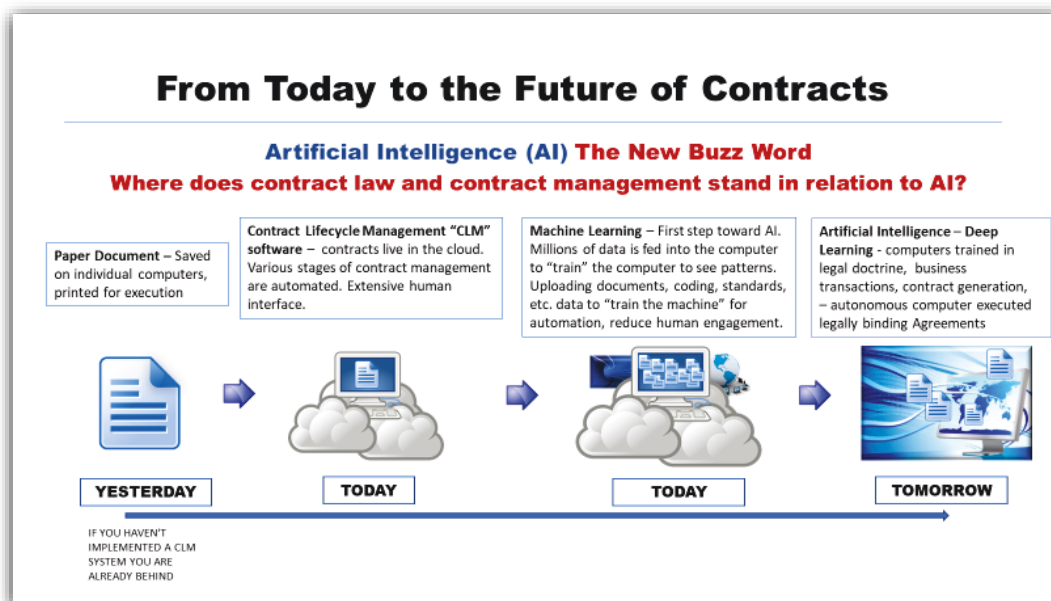 From Today to the Future of Contracts
Artificial Intelligence (AI) The New Buzz Word
Where does contract law and contract management stand in relation to AI?
Paper Document – Saved
on individual computers,
printed for execution
Contract Lifecycle Management “CLM”
software – contracts live in the cloud.
Various stages of contract management
are automated. Extensive human
interface.
Machine Learning – First step toward AI.
Millions of data is fed into the computer
to “train” the computer to see patterns.
Uploading documents, coding, standards,
etc. data to “train the machine” for
automation, reduce human engagement.
Artificial Intelligence – Deep
Learning - computers trained in
legal doctrine, business
transactions, contract generation,
– autonomous computer executed
legally binding Agreements
YESTERDAY
TODAY
TODAY
TOMORROW
IF YOU HAVEN'T
IMPLEMENTED A CLM
SYSTEM YOU ARE
ALREADY BEHIND